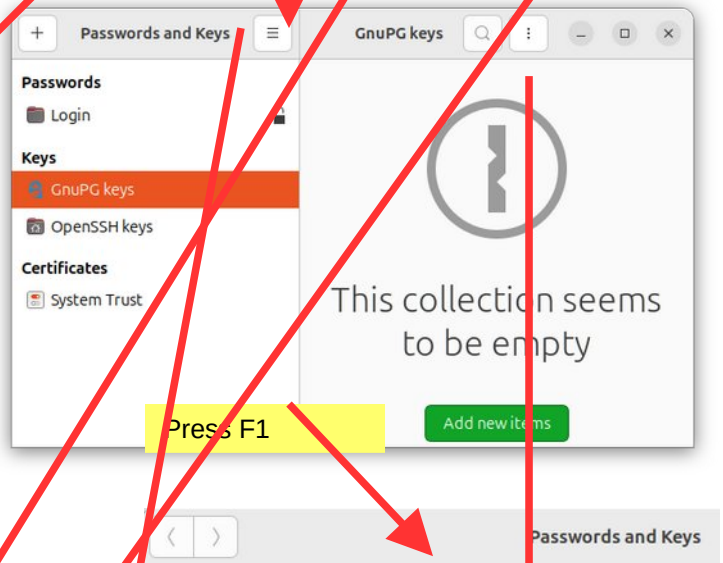 Passwords and Keys
GnuPG keys
Passwords
Login
Keys
GnuPG keys
OpenSSH keys
Certificates
System Trust
This collection seems
to be empty
Add new items
Press F1
Passwords and Keys